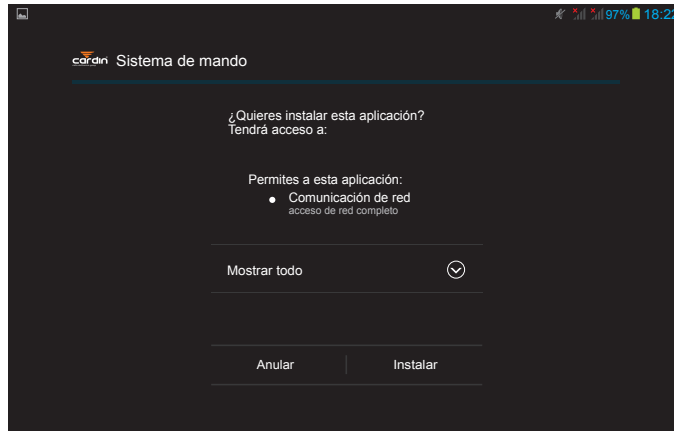 97% 18:22
cardin Sistema de mando
¿Quieres instalar esta aplicación?
Tendrá acceso a:
Permites a esta aplicación:
● Comunicación de red
acceso de red completo
Mostrar todo
Anular Instalar